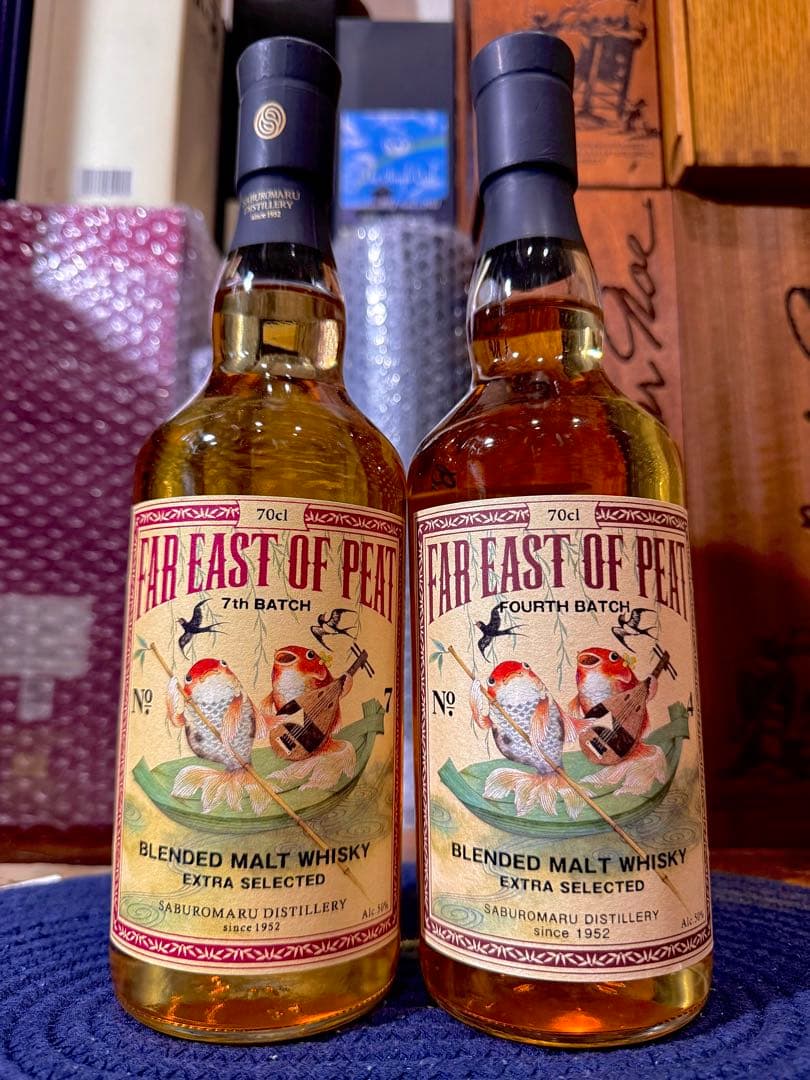 SABUROMARU
DISTILLERY
since 1952
70cl
FAR EAST OF PEAT
7th BATCH
Nº 7
BLENDED MALT WHISKY
EXTRA SELECTED
SABUROMARU DISTILLERY
since 1952
Alc.50%
70cl
FAR EAST OF PEAT
FOURTH BATCH
Nº 4
BLENDED MALT WHISKY
EXTRA SELECTED
SABUROMARU DISTILLERY
since 1952
Alc.50%